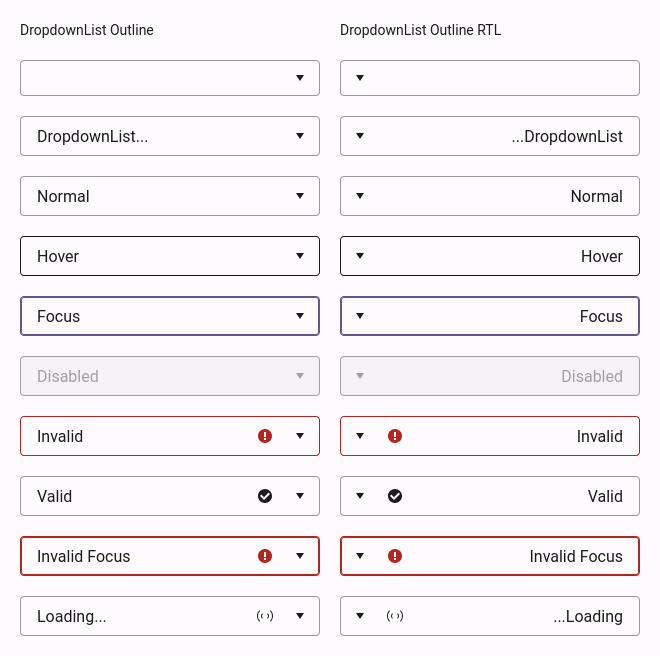 DropdownList Outline DropdownList Outline RTL
DropdownList... ...DropdownList
Normal Normal
Hover Hover
Focus Focus
Disabled Disabled
Invalid Invalid
Valid Valid
Invalid Focus Invalid Focus
Loading... ...Loading